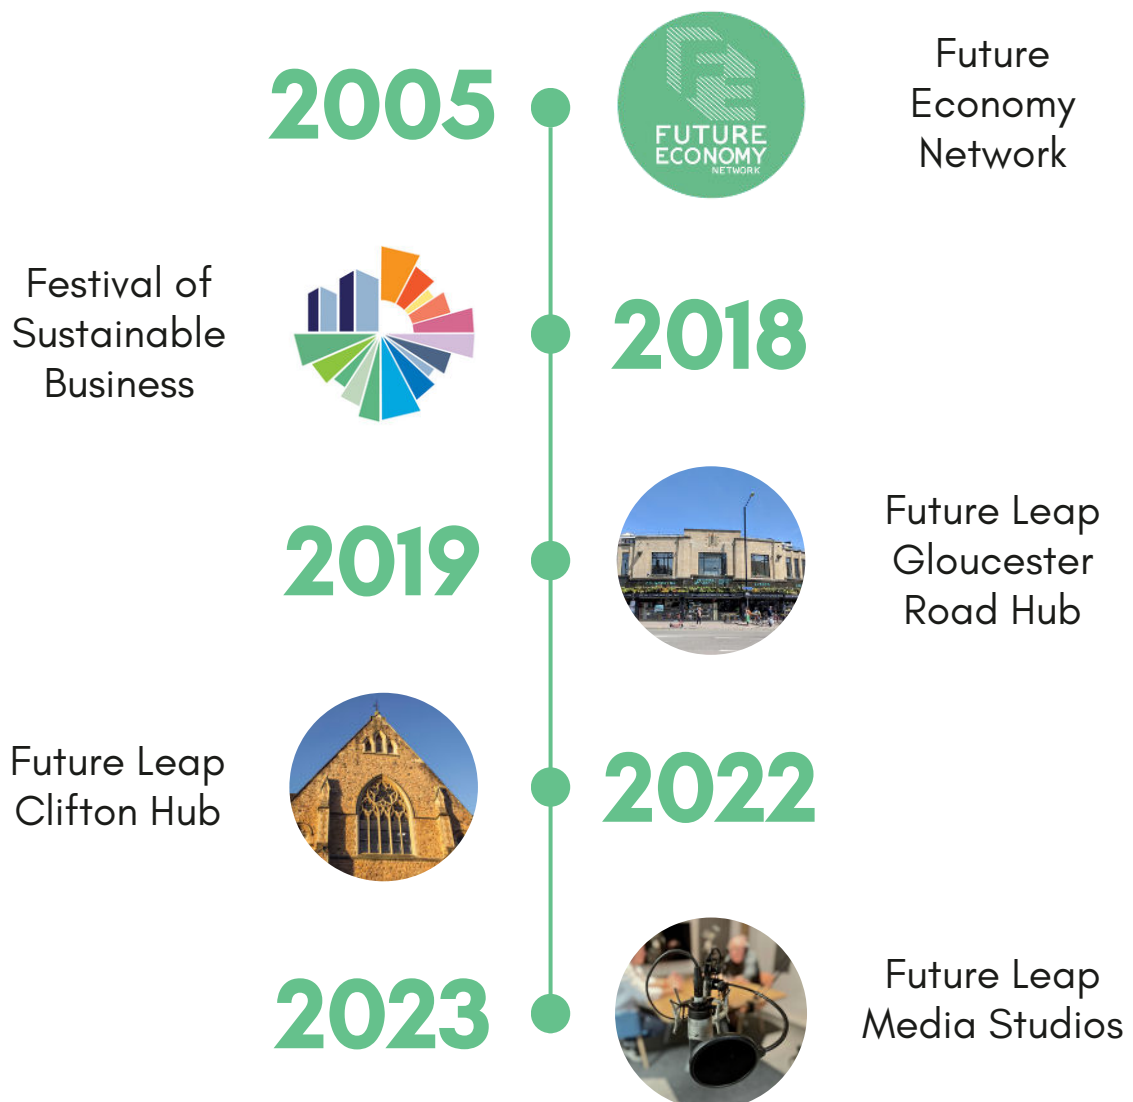 2005
FUTURE
ECONOMY
NETWORK
Future
Economy
Network
Festival of
Sustainable
Business
2018
2019
Future Leap
Gloucester
Road Hub
Future Leap
Clifton Hub
2022
2023
Future Leap
Media Studios